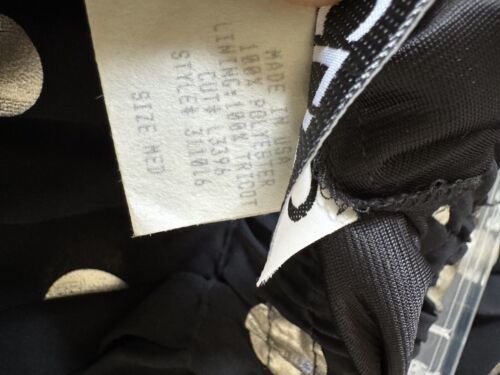 MADE IN USA
100% POLYESTER
LINING=100%TRICOT
CUT# L3396
STYLE# 311016
SIZE MED